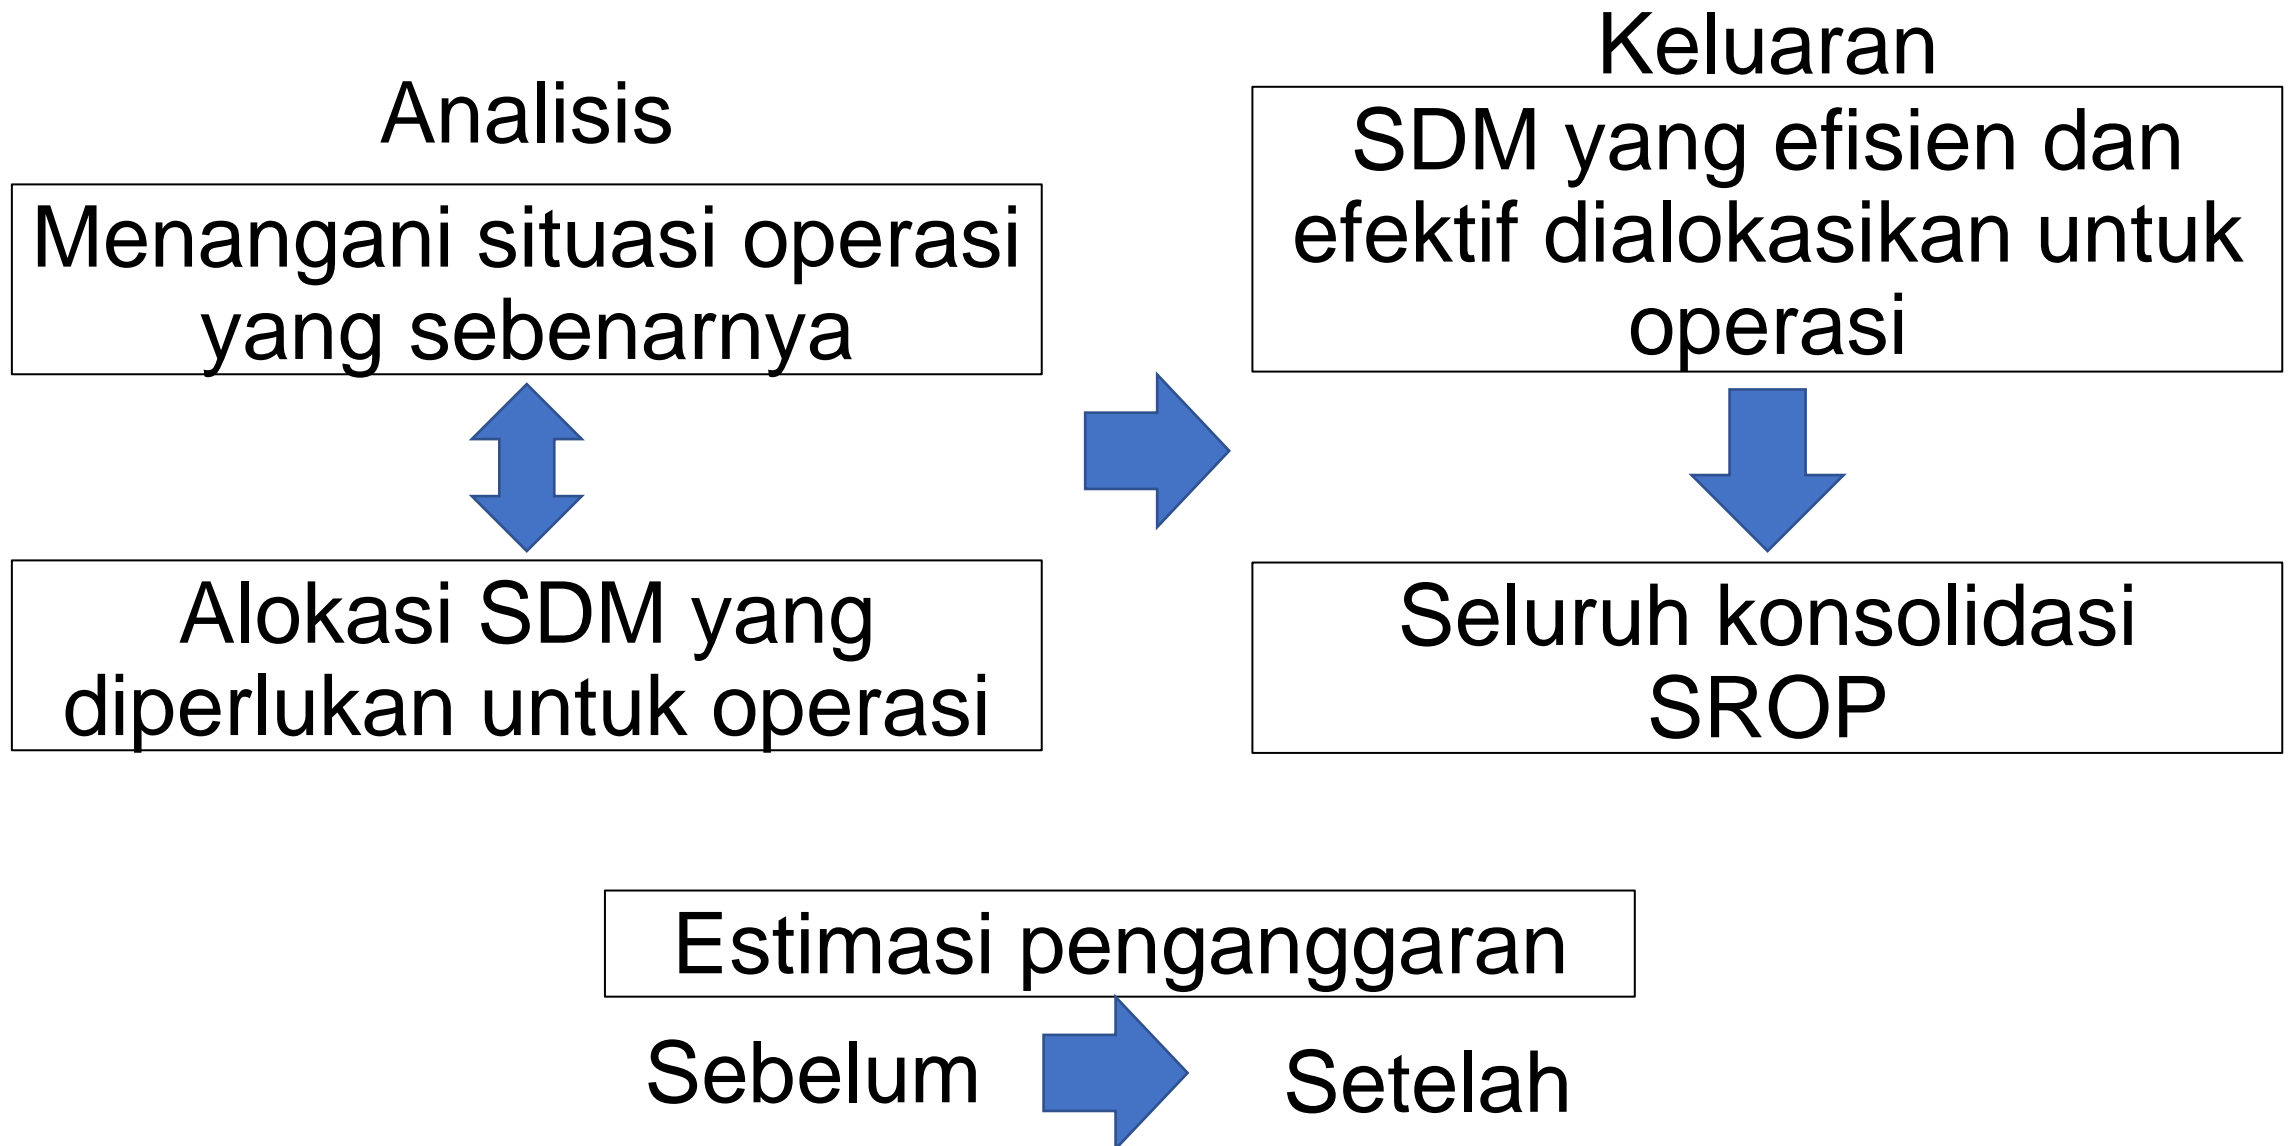 Analisis
Menangani situasi operasi
yang sebenarnya
Alokasi SDM yang
diperlukan untuk operasi
Keluaran
SDM yang efisien dan
efektif dialokasikan untuk
operasi
Seluruh konsolidasi
SROP
Estimasi penganggaran
Sebelum
Setelah